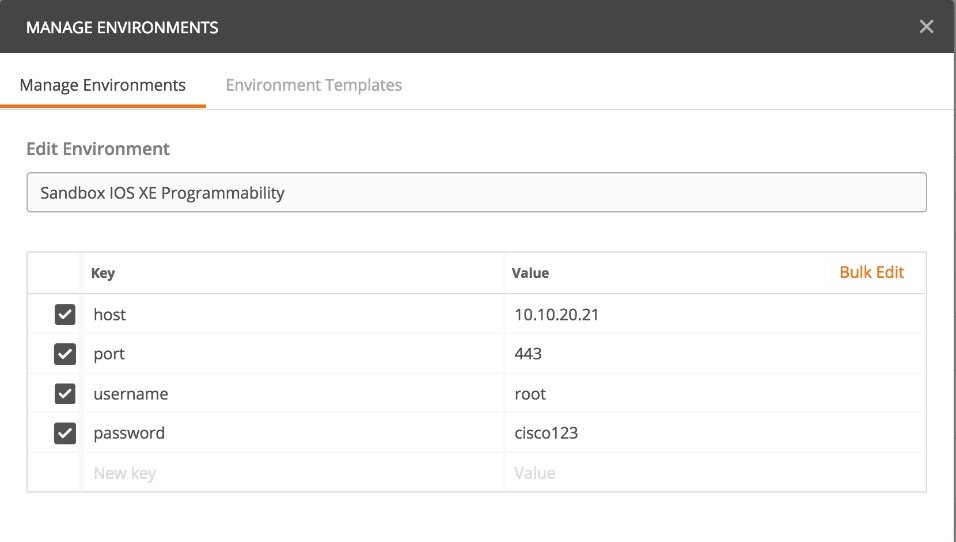 MANAGE ENVIRONMENTS
Manage Environments Environment Templates
Edit Environment
Sandbox IOS XE Programmability
Key Value Bulk Edit
host 10.10.20.21
port 443
username root
password cisco123
New key Value